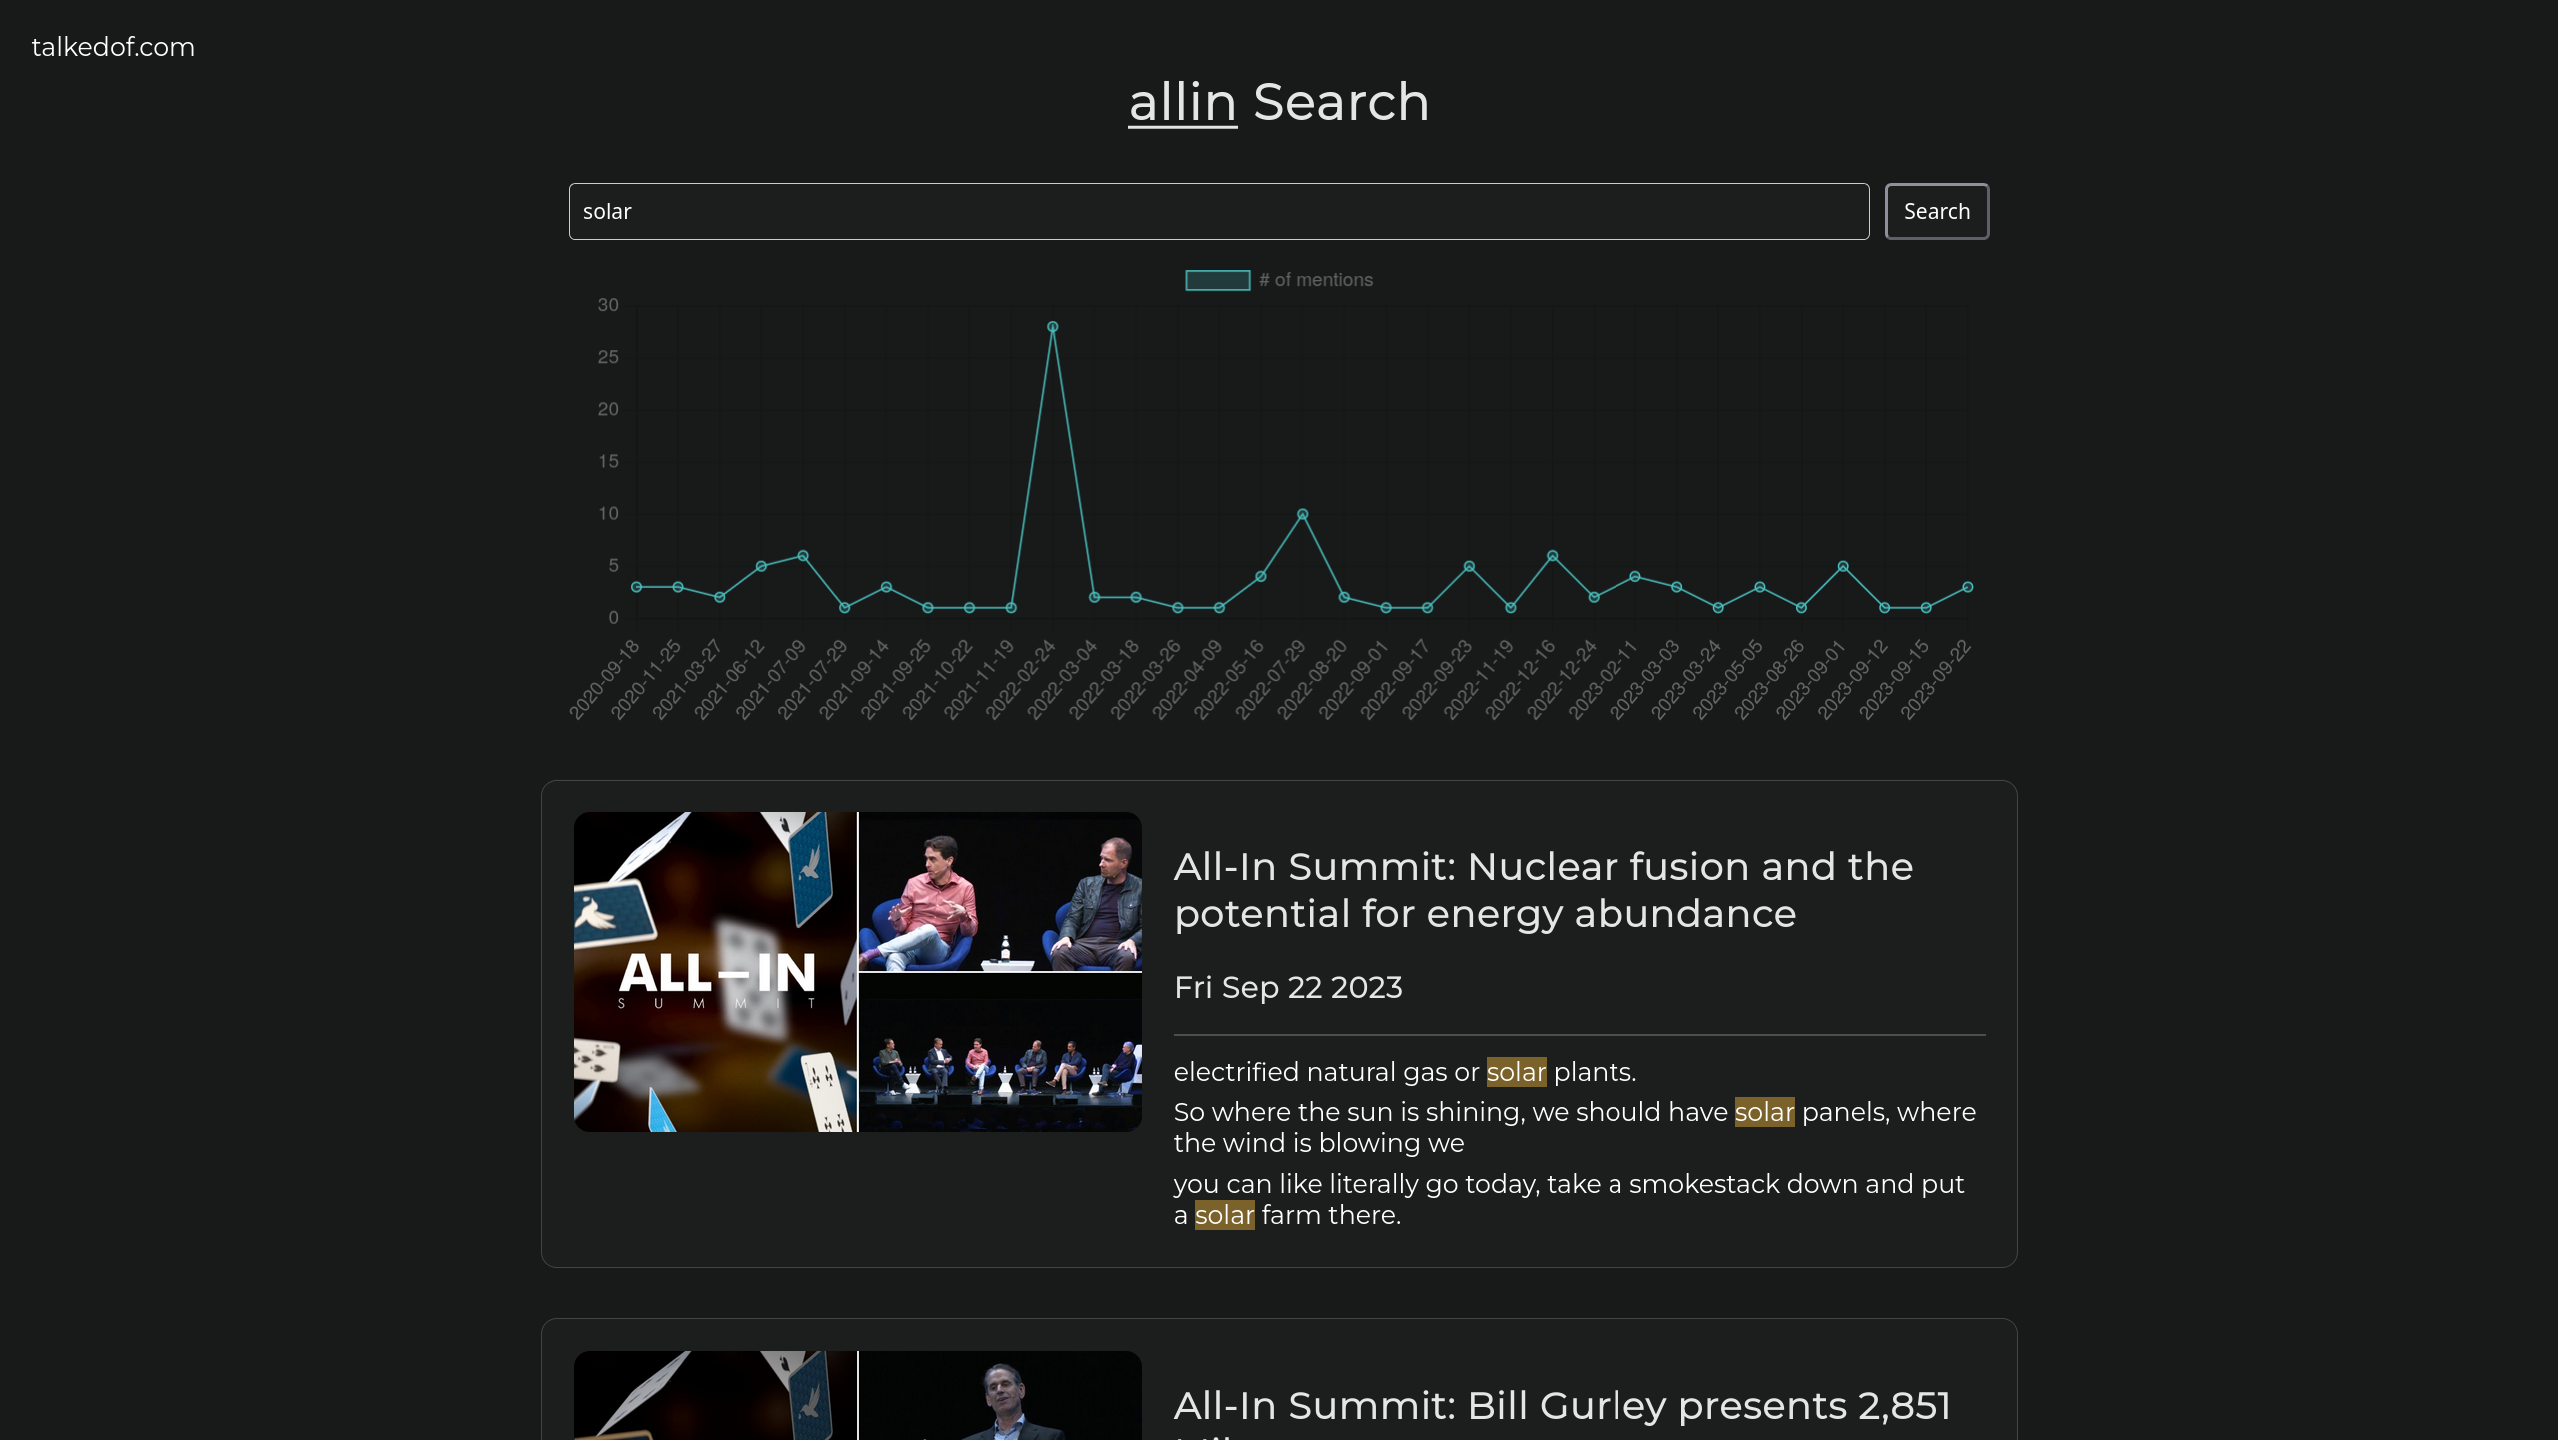 talkedof.com
allin Search
solar
Search
# of mentions
30
25
20
15
10
5
0
2020-09-18
2020-11-25
2021-03-27
2021-06-12
2021-07-09
2021-07-29
2021-09-14
2021-09-25
2021-10-22
2021-11-19
2022-02-24
2022-03-04
2022-03-18
2022-03-26
2022-04-09
2022-05-16
2022-07-29
2022-08-20
2022-09-01
2022-09-17
2022-09-23
2022-11-19
2022-12-16
2022-12-24
2023-02-11
2023-03-03
2023-03-24
2023-05-05
2023-08-26
2023-09-01
2023-09-12
2023-09-15
2023-09-22
ALL-IN
SUMMIT
All-In Summit: Nuclear fusion and the
potential for energy abundance
Fri Sep 22 2023
electrified natural gas or solar plants.
So where the sun is shining, we should have solar panels, where
the wind is blowing we
you can like literally go today, take a smokestack down and put
a solar farm there.
All-In Summit: Bill Gurley presents 2,851